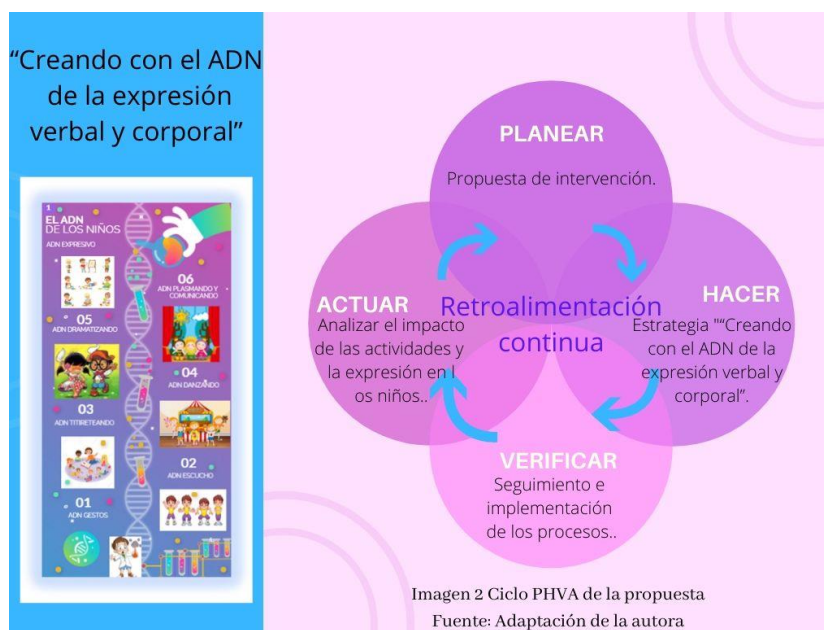 “Creando con el ADN
de la expresión
verbal y corporal”
1
EL ADN
DE LOS NIÑOS
ADN EXPRESIVO
06
ADN PLASMANDO Y
COMUNICANDO
05
ADN DRAMATIZANDO
04
ADN DANZANDO
03
ADN TITIRETEANDO
02
ADN ESCUCHO
01
ADN GESTOS
PLANEAR
Propuesta de intervención.
HACER
Estrategia "“Creando
con el ADN de la
expresión verbal y
corporal”.
ACTUAR
Analizar el impacto
de las actividades y
la expresión en l
os niños..
Retroalimentación
continua
VERIFICAR
Seguimiento e
implementación
de los procesos..
Imagen 2 Ciclo PHVA de la propuesta
Fuente: Adaptación de la autora